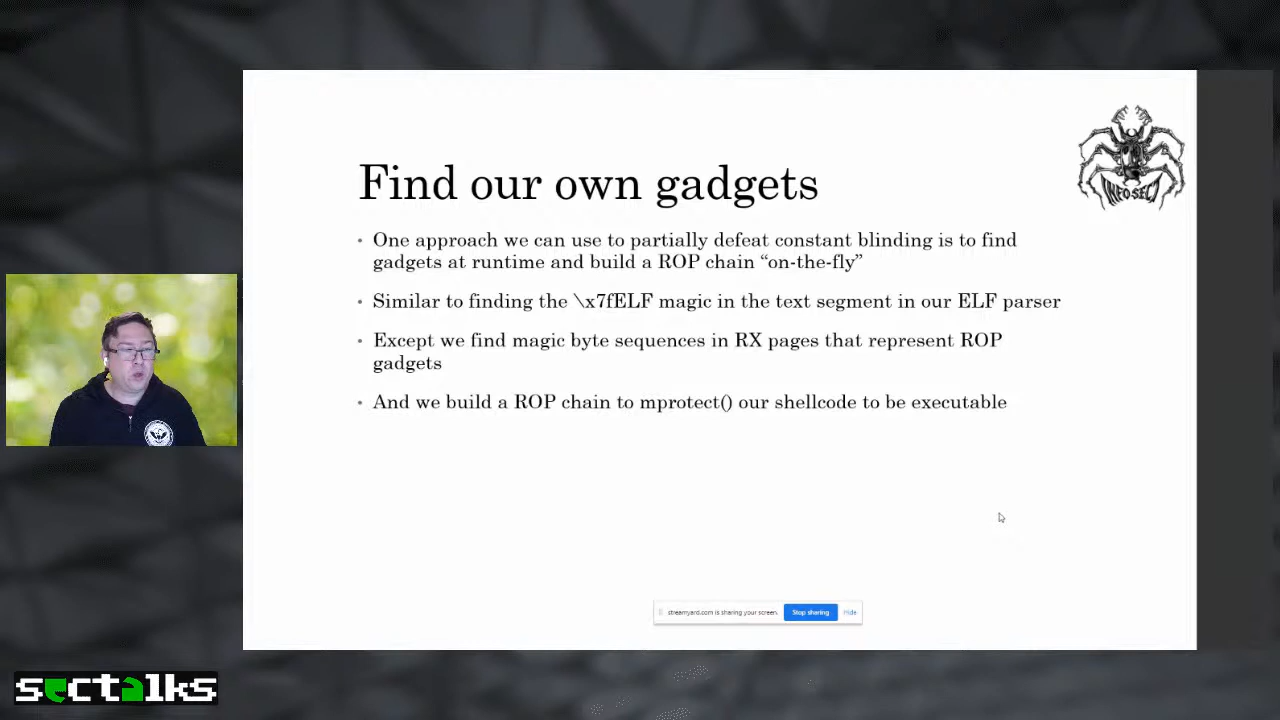 INFOSECT
Find our own gadgets
• One approach we can use to partially defeat constant blinding is to find
gadgets at runtime and build a ROP chain “on-the-fly”
• Similar to finding the \x7fELF magic in the text segment in our ELF parser
• Except we find magic byte sequences in RX pages that represent ROP
gadgets
• And we build a ROP chain to mprotect() our shellcode to be executable
streamyard.com is sharing your screen. Stop sharing Hide
sectalks